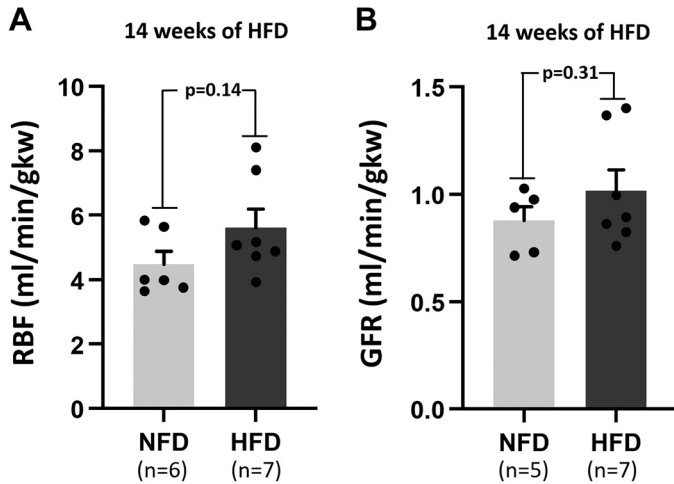 A
14 weeks of HFD
RBF (ml/min/gkw)
10
8
6
4
2
0
p=0.14
NFD
(n=6)
HFD
(n=7)
B
14 weeks of HFD
GFR (ml/min/gkw)
1.5
1.0
0.5
0.0
p=0.31
NFD
(n=5)
HFD
(n=7)